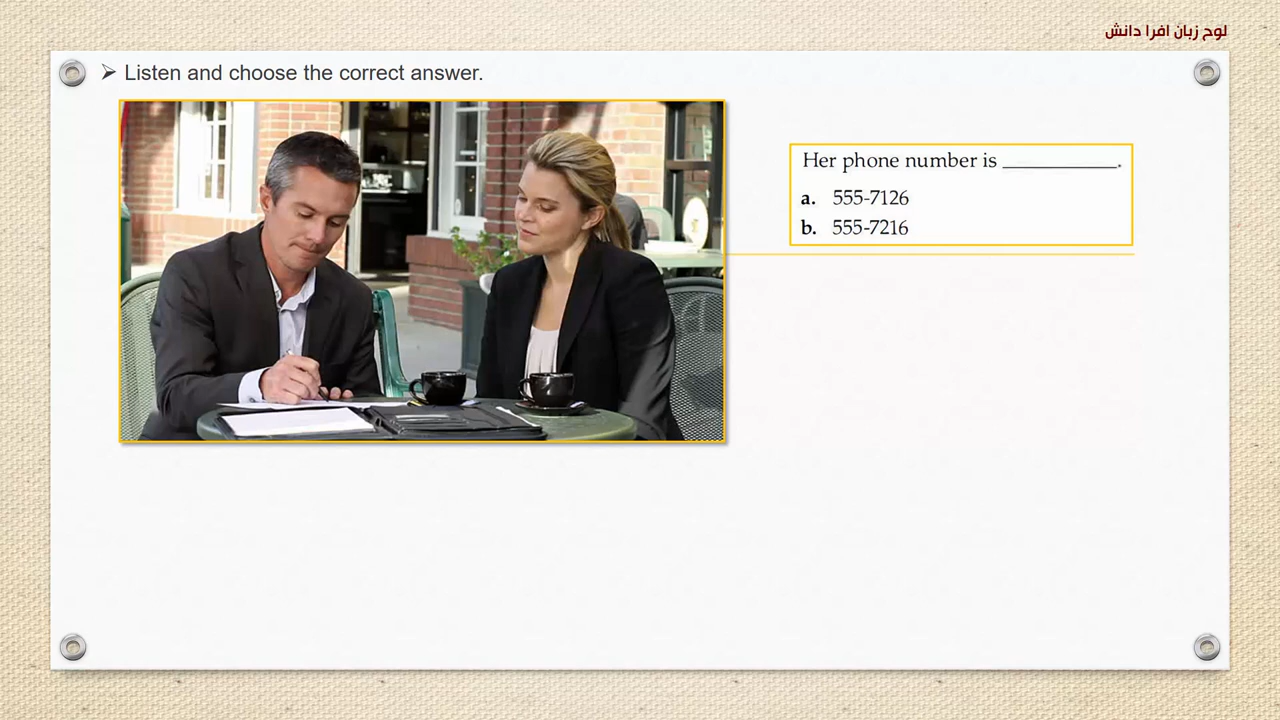 لوح زبان افرا دانش
Listen and choose the correct answer.
Her phone number is ___________.
a. 555-7126
b. 555-7216